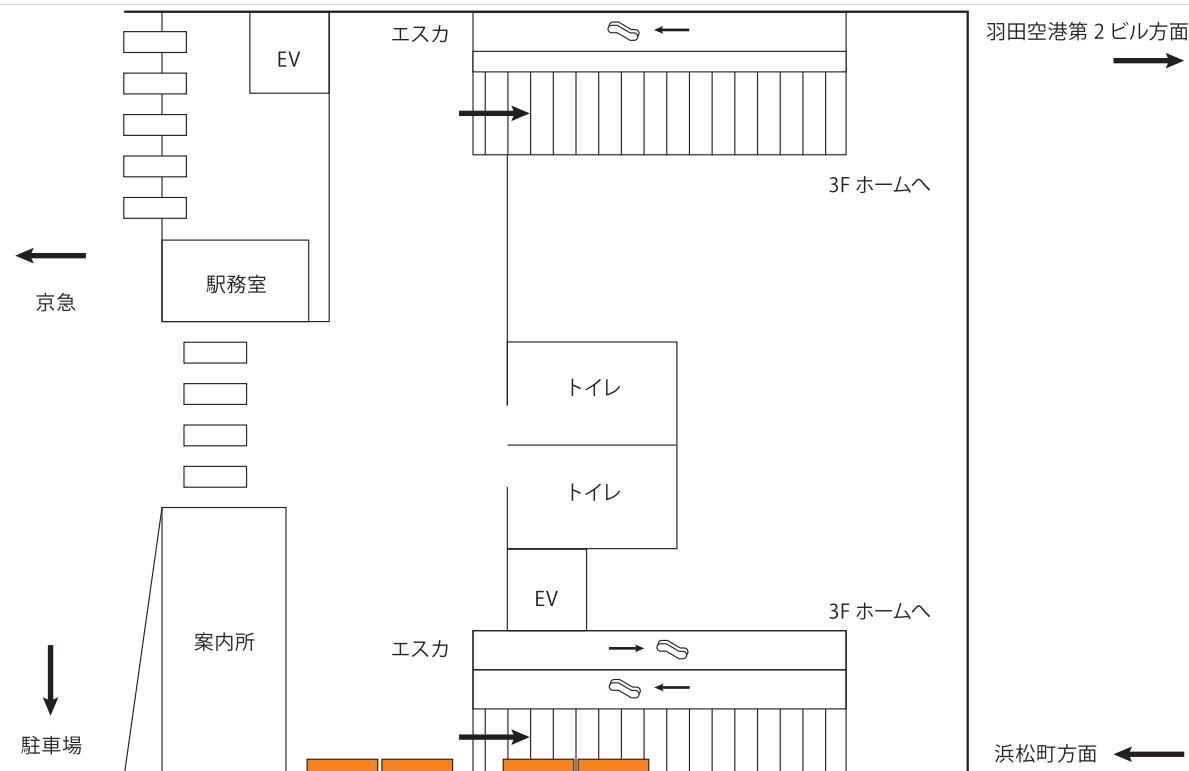 エスカ
羽田空港第 2 ビル方面
EV
3F ホームへ
駅務室
京急
トイレ
トイレ
EV
3F ホームへ
案内所
エスカ
駐車場
浜松町方面